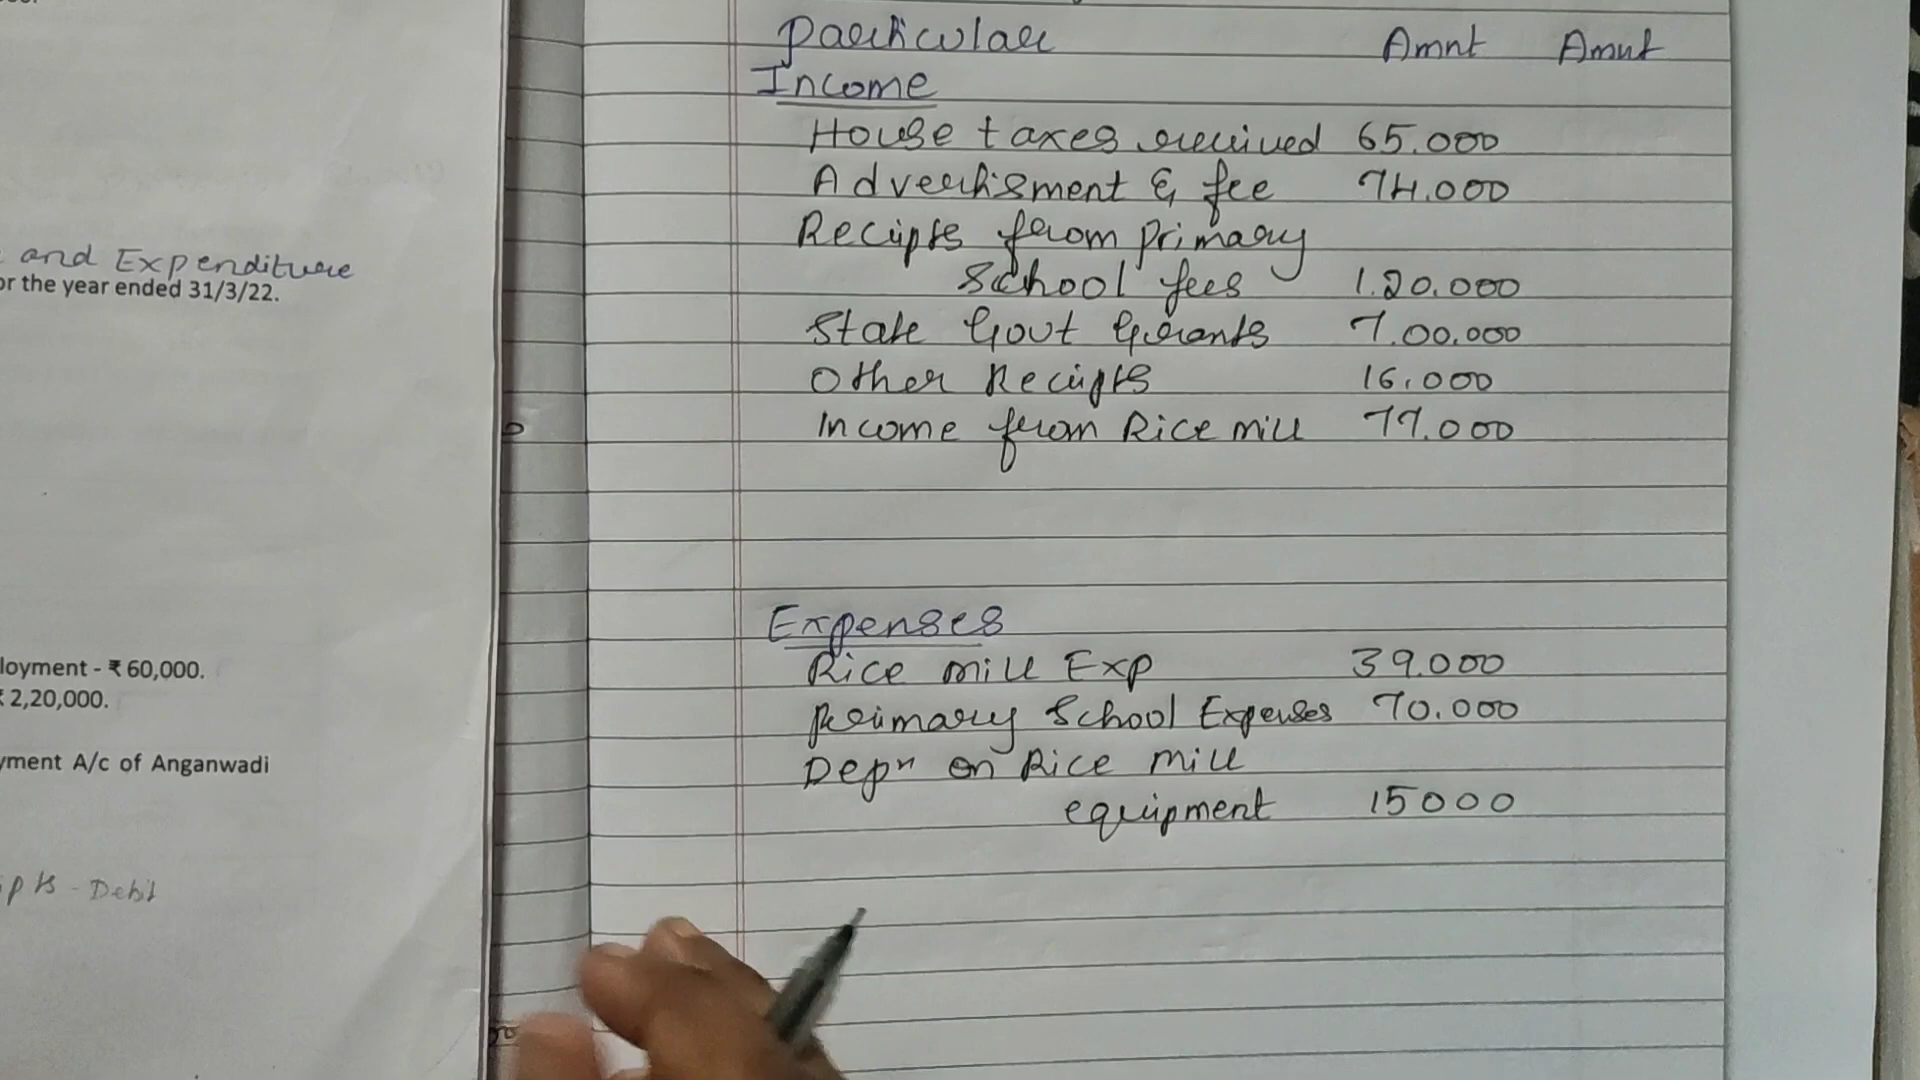 and Expenditure
or the year ended 31/3/22.
loyment - ₹ 60,000.
₹ 2,20,000.
yment A/c of Anganwadi
ipts - Debit
Particular Amnt Amnt
Income
House taxes received 65.000
Advertisment & fee 74.000
Recipts from primary
School fees 1.20.000
State Govt Grants 7.00.000
Other Recipts 16.000
Income from Rice mill 77.000
Expenses
Rice mill Exp 39.000
Primary School Expenses 70.000
Depn on Rice mill
equipment 15000